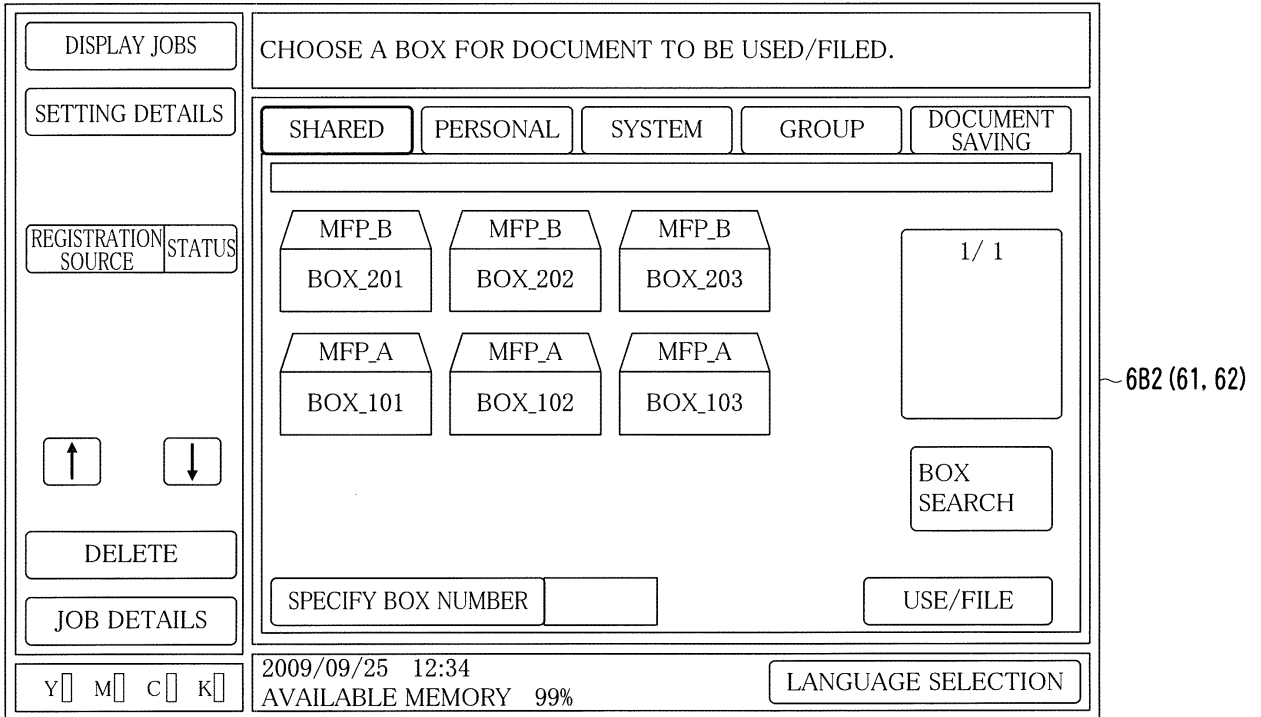 DISPLAY JOBS
SETTING DETAILS
REGISTRATION
SOURCE
STATUS
↑ ↓
DELETE
JOB DETAILS
Y M C K
CHOOSE A BOX FOR DOCUMENT TO BE USED/FILED.
SHARED PERSONAL SYSTEM GROUP DOCUMENT
SAVING
MFP_B MFP_B MFP_B
BOX_201 BOX_202 BOX_203
MFP_A MFP_A MFP_A
BOX_101 BOX_102 BOX_103
1/ 1
BOX
SEARCH
SPECIFY BOX NUMBER
USE/FILE
2009/09/25 12:34
AVAILABLE MEMORY 99%
LANGUAGE SELECTION
6B2 (61, 62)